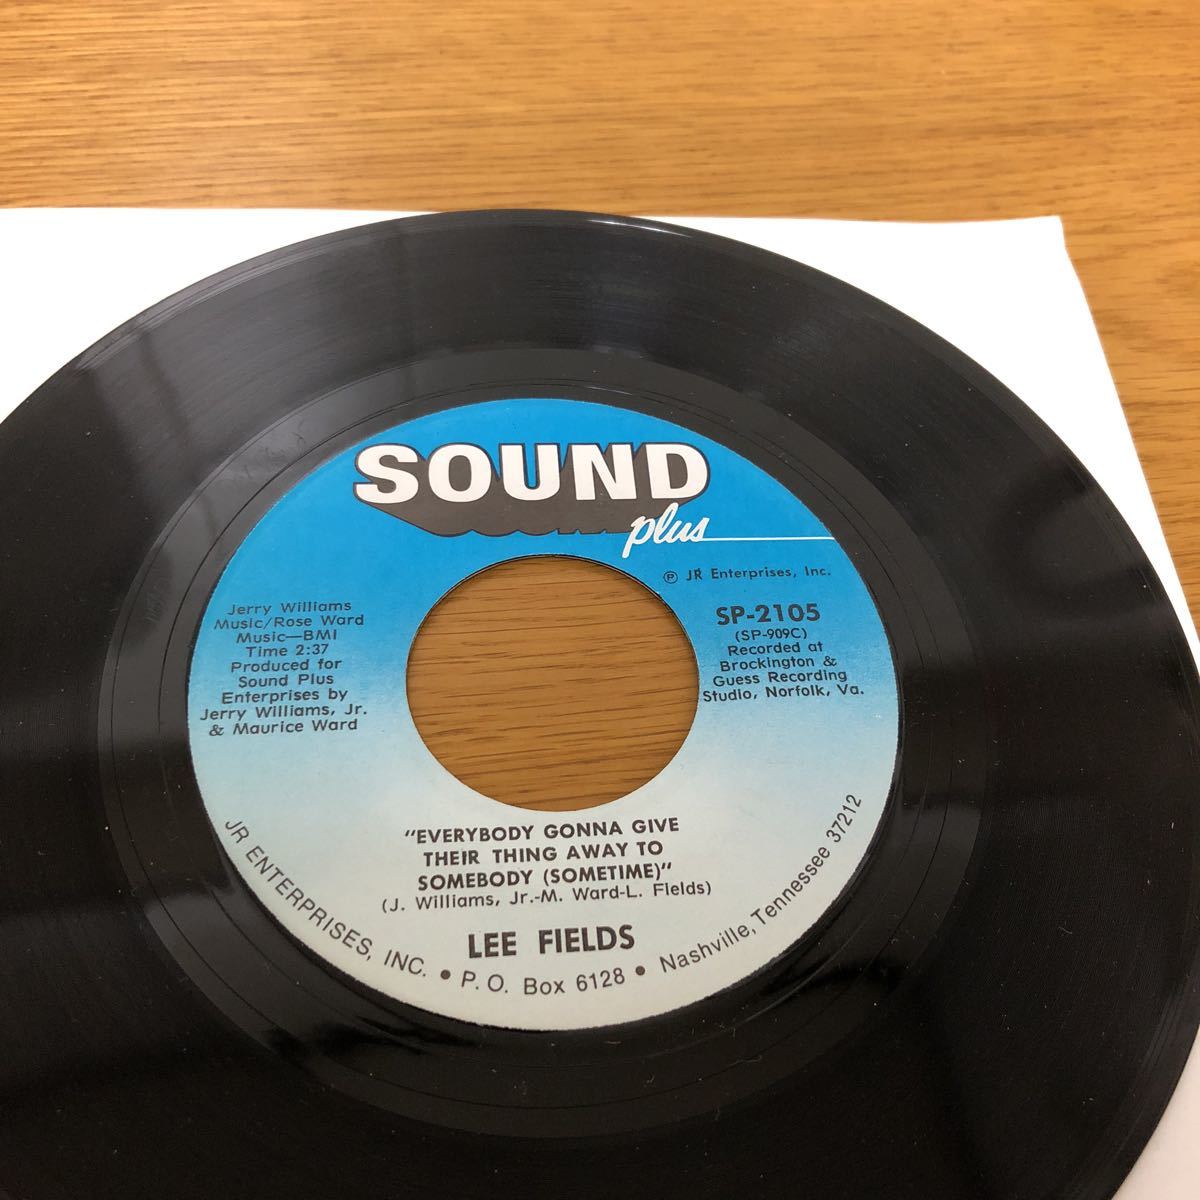 SOUND
plus
℗ JR Enterprises, Inc.
Jerry Williams
Music/Rose Ward
Music—BMI
Time 2:37
Produced for
Sound Plus
Enterprises by
Jerry Williams, Jr.
& Maurice Ward
SP-2105
(SP-909C)
Recorded at
Brockington &
Guess Recording
Studio, Norfolk, Va.
"EVERYBODY GONNA GIVE
THEIR THING AWAY TO
SOMEBODY (SOMETIME)"
(J. Williams, Jr.-M. Ward-L. Fields)
LEE FIELDS
JR ENTERPRISES, INC. • P.O. Box 6128 • Nashville, Tennessee 37212